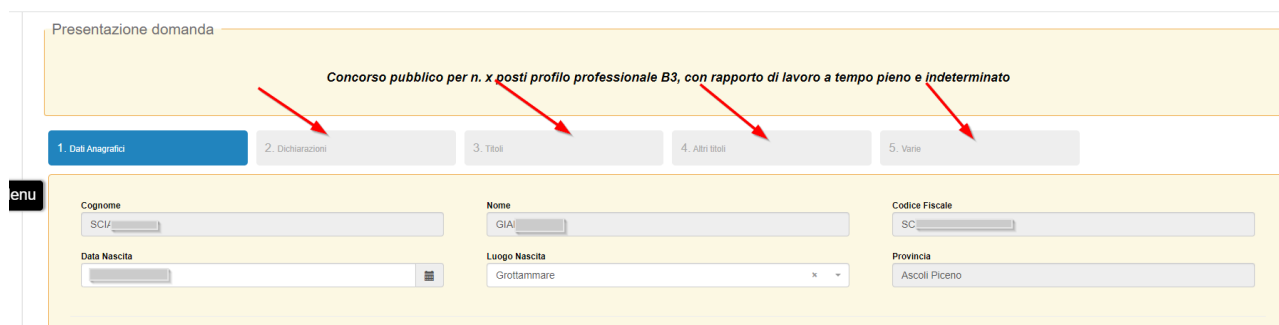 Presentazione domanda
Concorso pubblico per n. x posti profilo professionale B3, con rapporto di lavoro a tempo pieno e indeterminato
1. Dati Anagrafici 2. Dichiarazioni 3. Titoli 4. Altri titoli 5. Varie
enu
Cognome Nome Codice Fiscale
SCI GIA SC
Data Nascita Luogo Nascita Provincia
Grottammare × Ascoli Piceno